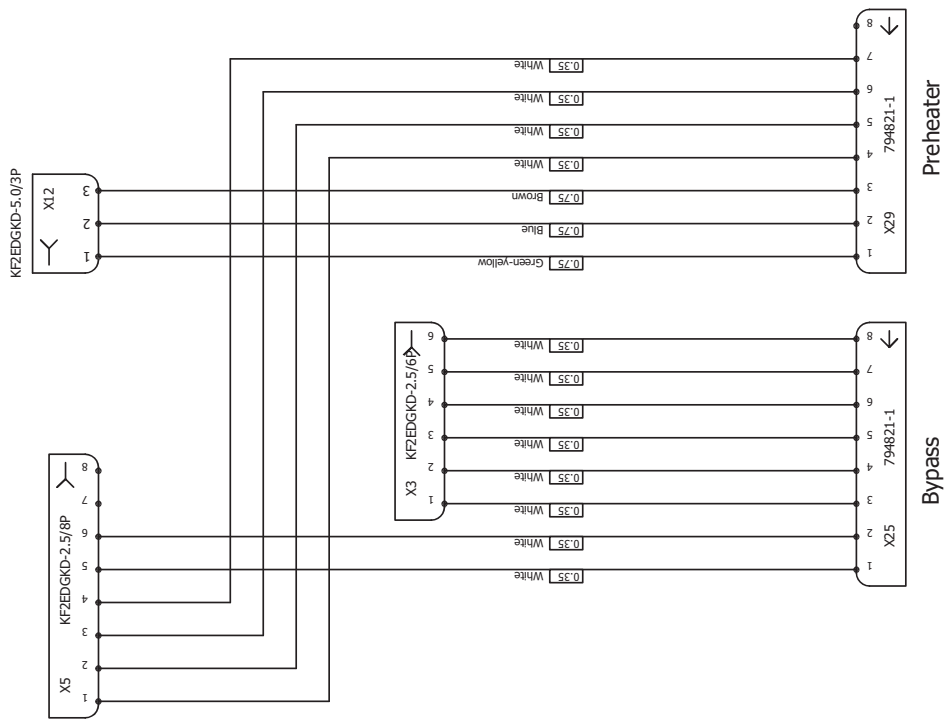 KF2EDGKD-5.0/3P
X12
3
2
1
KF2EDGKD-2.5/8P
X5
8
7
6
5
4
3
2
1
KF2EDGKD-2.5/6P
X3
6
5
4
3
2
1
White 0.35
White 0.35
White 0.35
White 0.35
Brown 0.75
Blue 0.75
Green-yellow 0.75
White 0.35
White 0.35
White 0.35
White 0.35
White 0.35
White 0.35
White 0.35
White 0.35
8
7
6
5
4
3
2
1
794821-1
X29
Preheater
8
7
6
5
4
3
2
1
794821-1
X25
Bypass